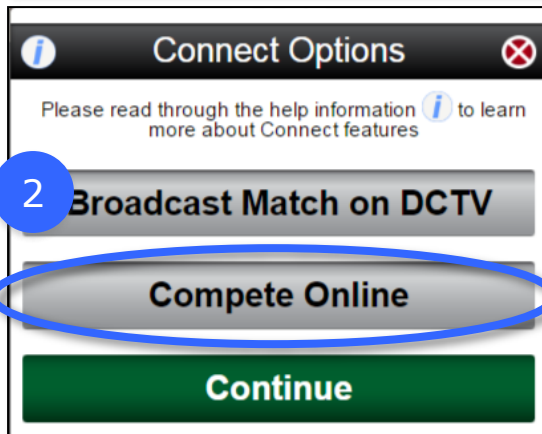 Connect Options
Please read through the help information i to learn
more about Connect features
2
Broadcast Match on DCTV
Compete Online
Continue